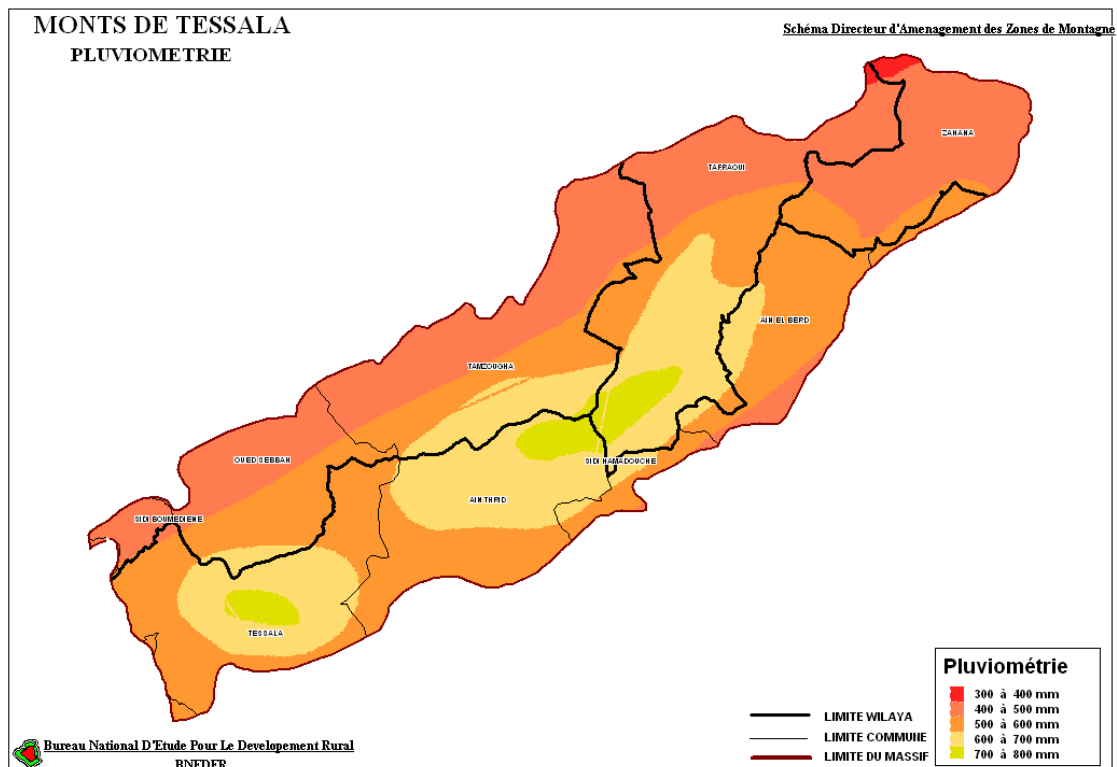 MONTS DE TESSALA
PLUVIOMETRIE
Schéma Directeur d'Amenagement des Zones de Montagne
ZAHANA
TAFRAOUI
AIN EL BERD
TAMZOUGHA
OUED SEBBAH
SIDI HAMADOUCHE
AIN THRID
SIDI BOUMEDIENE
TESSALA
Pluviométrie
300 à 400 mm
400 à 500 mm
500 à 600 mm
600 à 700 mm
700 à 800 mm
LIMITE WILAYA
LIMITE COMMUNE
LIMITE DU MASSIF
Bureau National D'Etude Pour Le Developement Rural
BNEDER